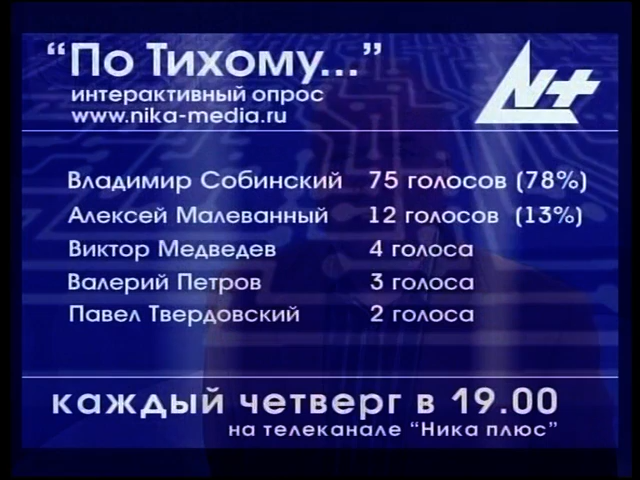 “По Тихому...”
интерактивный опрос
www.nika-media.ru
N+
Владимир Собинский 75 голосов (78%)
Алексей Малеванный 12 голосов (13%)
Виктор Медведев 4 голоса
Валерий Петров 3 голоса
Павел Твердовский 2 голоса
каждый четверг в 19.00
на телеканале “Ника плюс”